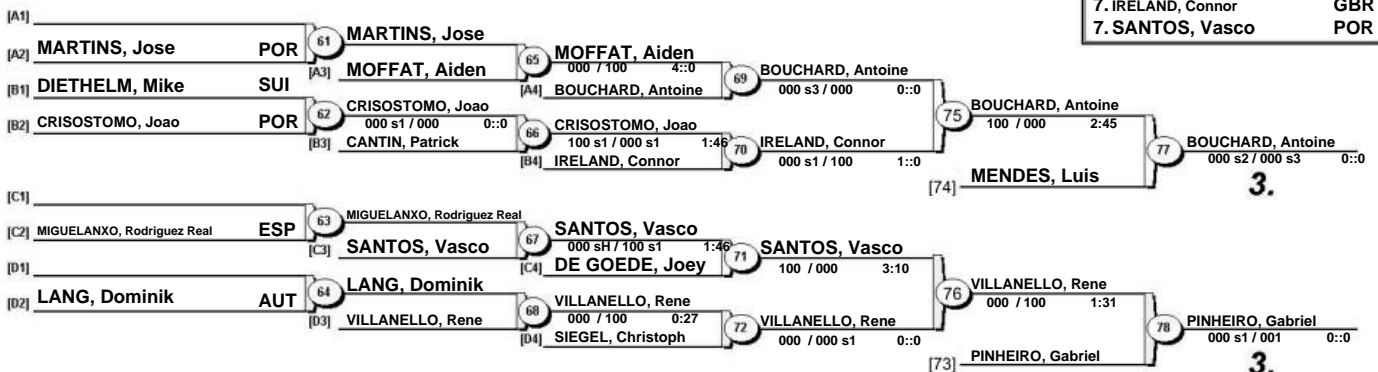 7. IRELAND, Connor GBR
7. SANTOS, Vasco POR
[A1]
61 MARTINS, Jose
[A2] MARTINS, Jose POR
[A3] MOFFAT, Aiden
65 MOFFAT, Aiden
000 / 100 4::0
[A4] BOUCHARD, Antoine
69 BOUCHARD, Antoine
000 s3 / 000 0::0
[B1] DIETHELM, Mike SUI
62 CRISOSTOMO, Joao
000 s1 / 000 0::0
[B2] CRISOSTOMO, Joao POR
[B3] CANTIN, Patrick
66 CRISOSTOMO, Joao
100 s1 / 000 s1 1:46
[B4] IRELAND, Connor
70 IRELAND, Connor
000 s1 / 100 1::0
75 BOUCHARD, Antoine
100 / 000 2:45
[74] MENDES, Luis
77 BOUCHARD, Antoine
000 s2 / 000 s3 0::0
3.
[C1]
63 MIGUELANXO, Rodriguez Real
[C2] MIGUELANXO, Rodriguez Real ESP
[C3] SANTOS, Vasco
67 SANTOS, Vasco
000 sH / 100 s1 1:46
[C4] DE GOEDE, Joey
71 SANTOS, Vasco
100 / 000 3:10
[D1]
64 LANG, Dominik
[D2] LANG, Dominik AUT
[D3] VILLANELLO, Rene
68 VILLANELLO, Rene
000 / 100 0:27
[D4] SIEGEL, Christoph
72 VILLANELLO, Rene
000 / 000 s1 0::0
76 VILLANELLO, Rene
000 / 100 1:31
[73] PINHEIRO, Gabriel
78 PINHEIRO, Gabriel
000 s1 / 001 0::0
3.